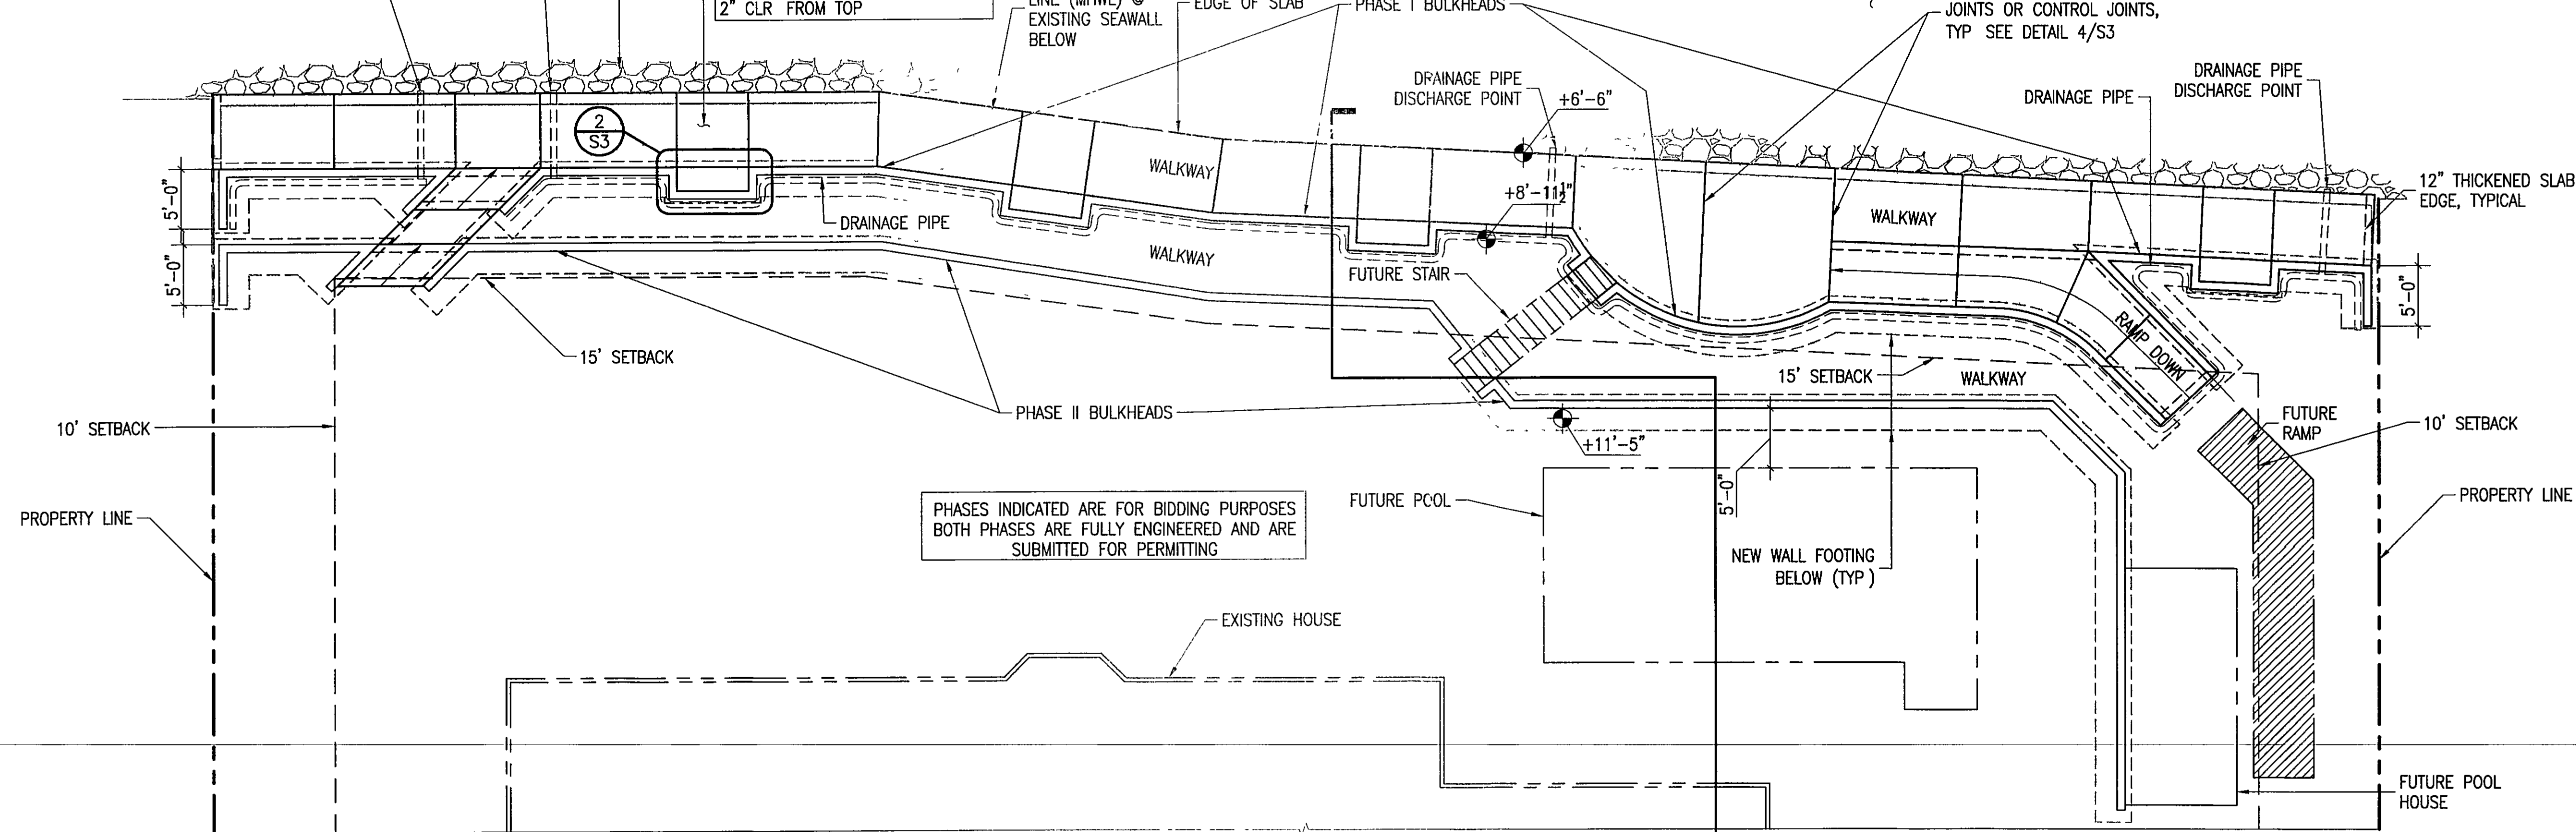 2" CLR FROM TOP
LINE (MHWL) @
EXISTING SEAWALL
BELOW
EDGE OF SLAB
PHASE I BULKHEADS
JOINTS OR CONTROL JOINTS,
TYP SEE DETAIL 4/S3
DRAINAGE PIPE
DISCHARGE POINT
+6'-6"
DRAINAGE PIPE
DRAINAGE PIPE
DISCHARGE POINT
2
S3
WALKWAY
+8'-11½"
WALKWAY
12" THICKENED SLAB
EDGE, TYPICAL
5'-0"
5'-0"
DRAINAGE PIPE
WALKWAY
FUTURE STAIR
5'-0"
RAMP DOWN
15' SETBACK
15' SETBACK
WALKWAY
PHASE II BULKHEADS
10' SETBACK
+11'-5"
FUTURE
RAMP
10' SETBACK
PROPERTY LINE
PHASES INDICATED ARE FOR BIDDING PURPOSES
BOTH PHASES ARE FULLY ENGINEERED AND ARE
SUBMITTED FOR PERMITTING
FUTURE POOL
5'-0"
PROPERTY LINE
NEW WALL FOOTING
BELOW (TYP )
EXISTING HOUSE
FUTURE POOL
HOUSE